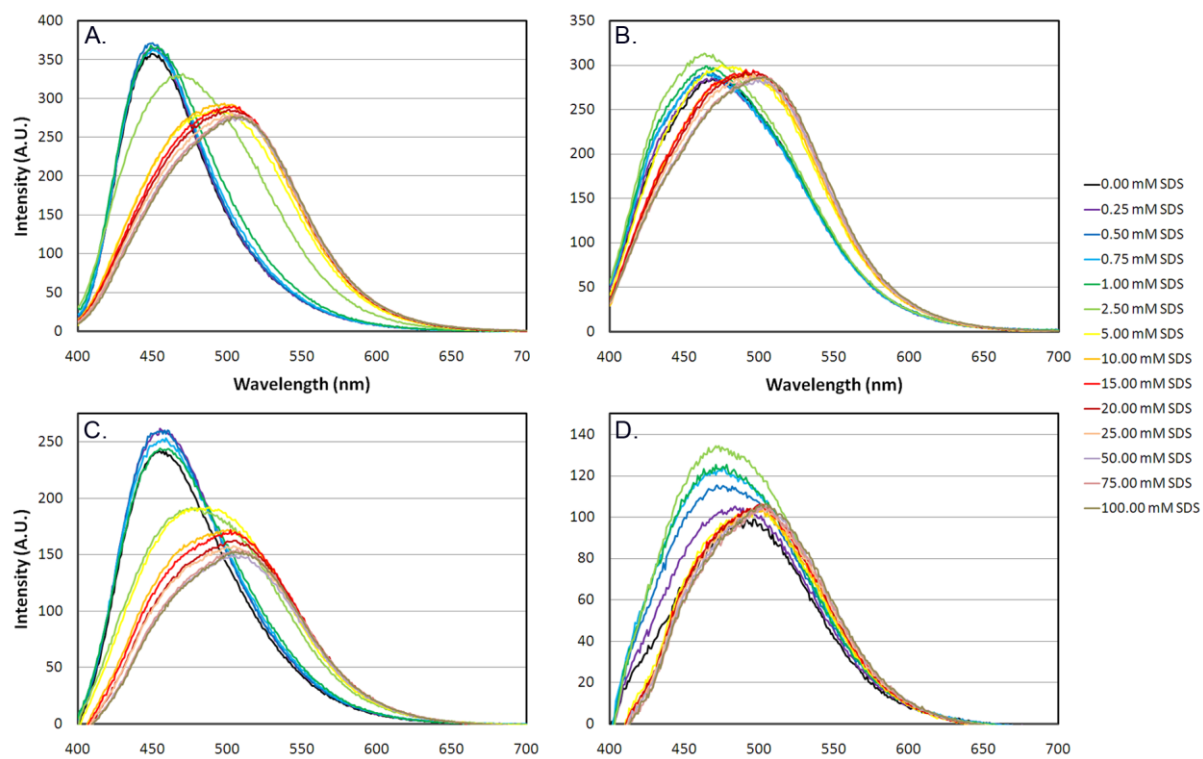 A.
400
350
300
250
200
150
100
50
0
400 450 500 550 600 650 70
Intensity (A.U.)
Wavelength (nm)
B.
350
300
250
200
150
100
50
0
400 450 500 550 600 650 700
Wavelength (nm)
C.
250
200
150
100
50
0
400 450 500 550 600 650 700
Intensity (A.U.)
D.
140
120
100
80
60
40
20
0
400 450 500 550 600 650 700
0.00 mM SDS
0.25 mM SDS
0.50 mM SDS
0.75 mM SDS
1.00 mM SDS
2.50 mM SDS
5.00 mM SDS
10.00 mM SDS
15.00 mM SDS
20.00 mM SDS
25.00 mM SDS
50.00 mM SDS
75.00 mM SDS
100.00 mM SDS